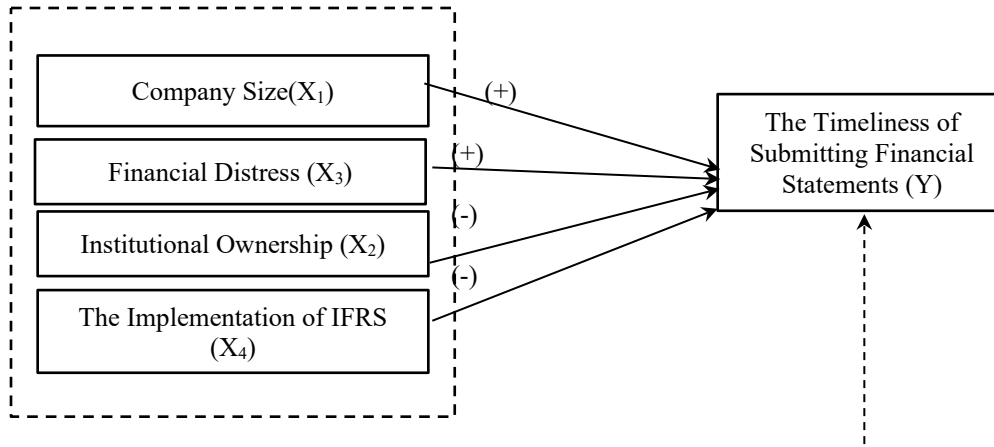 Company Size(X₁)
(+)
Financial Distress (X₃)
(+)
Institutional Ownership (X₂)
(-)
The Implementation of IFRS
(X₄)
(-)
The Timeliness of
Submitting Financial
Statements (Y)